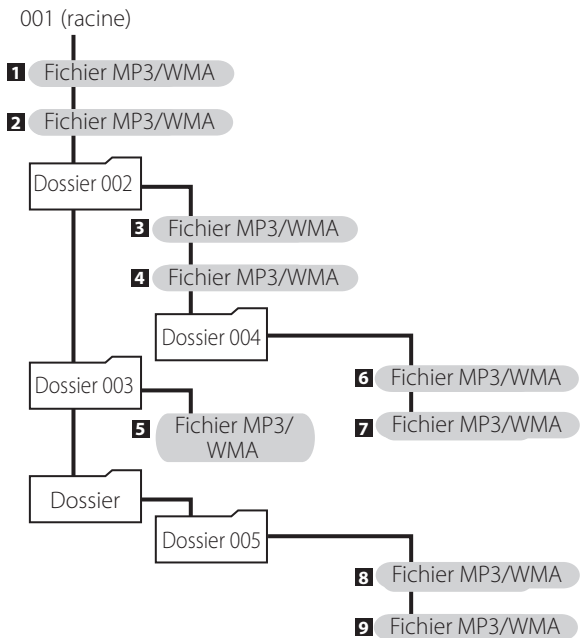 001 (racine)
1 Fichier MP3/WMA
2 Fichier MP3/WMA
Dossier 002
3 Fichier MP3/WMA
4 Fichier MP3/WMA
Dossier 004
Dossier 003
6 Fichier MP3/WMA
5 Fichier MP3/
WMA
7 Fichier MP3/WMA
Dossier
Dossier 005
8 Fichier MP3/WMA
9 Fichier MP3/WMA